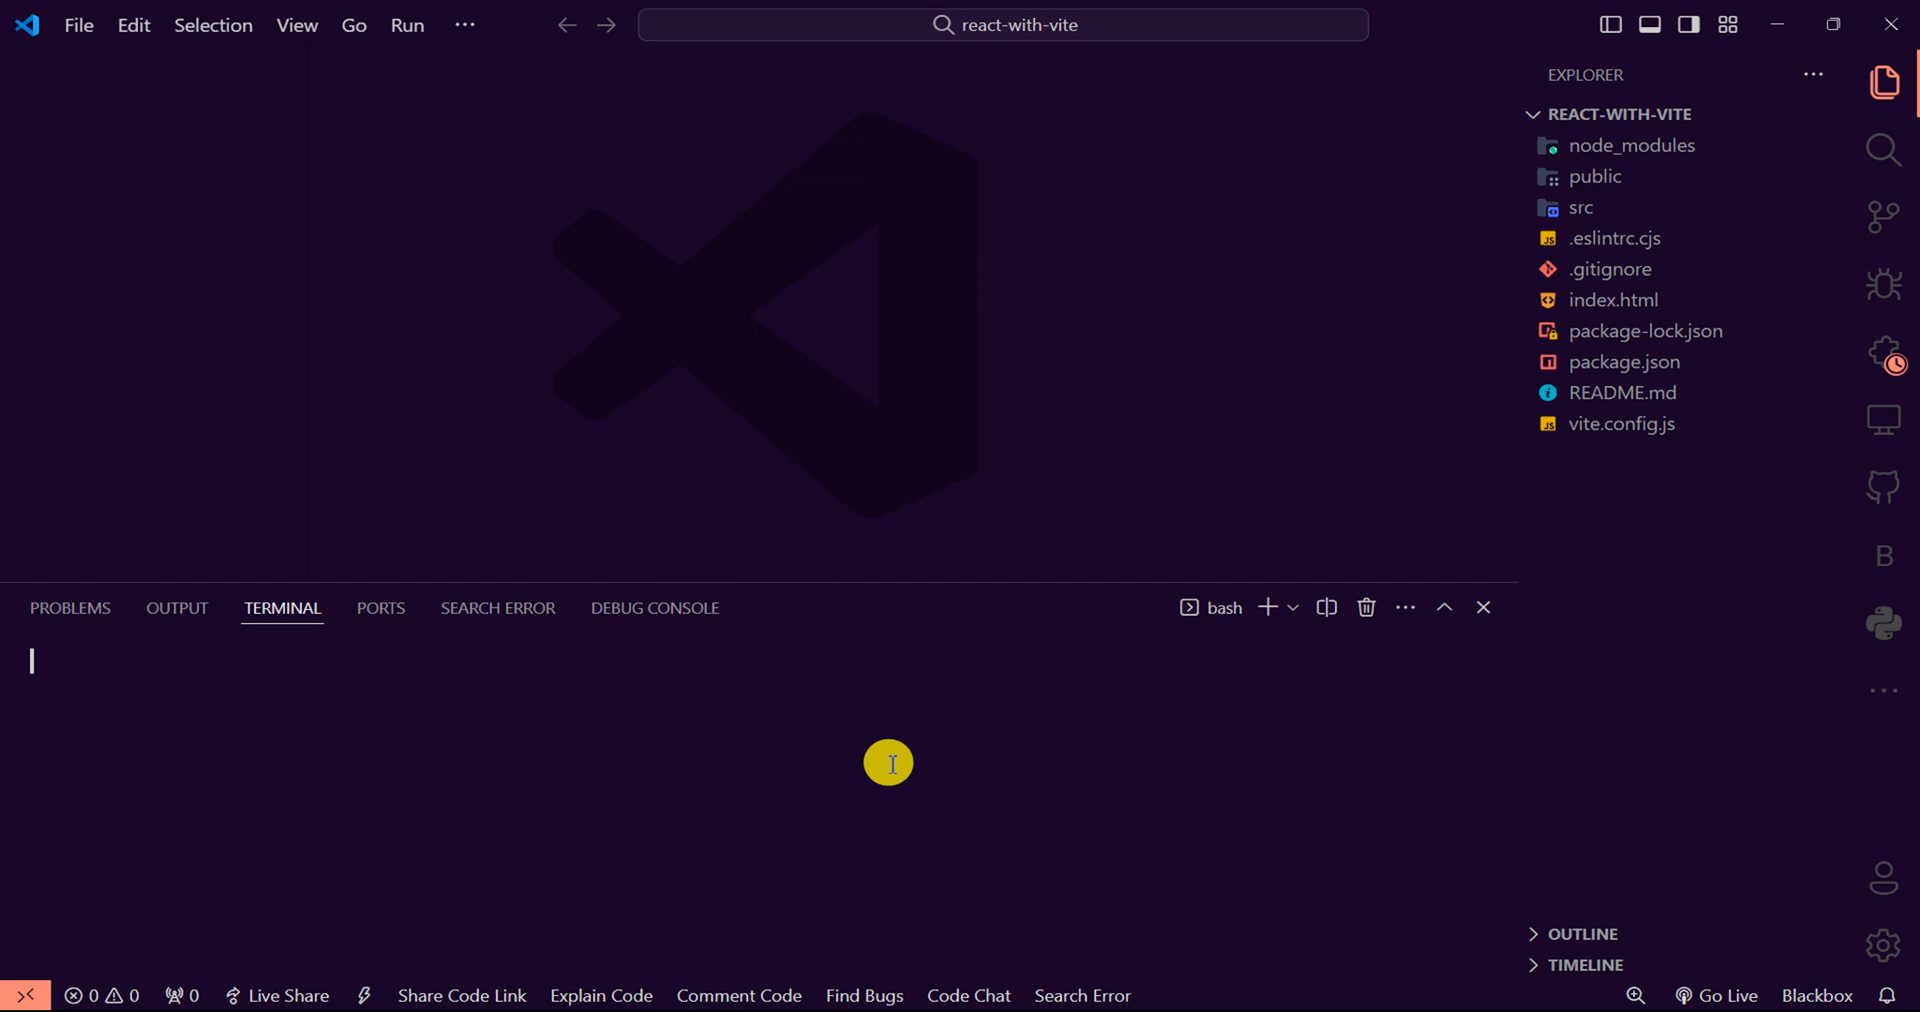 File Edit Selection View Go Run ··· react-with-vite
EXPLORER ···
REACT-WITH-VITE
node_modules
public
src
.eslintrc.cjs
.gitignore
index.html
package-lock.json
package.json
README.md
vite.config.js
B
PROBLEMS OUTPUT TERMINAL PORTS SEARCH ERROR DEBUG CONSOLE bash ···
OUTLINE
TIMELINE
0 0 0 Live Share Share Code Link Explain Code Comment Code Find Bugs Code Chat Search Error Go Live Blackbox